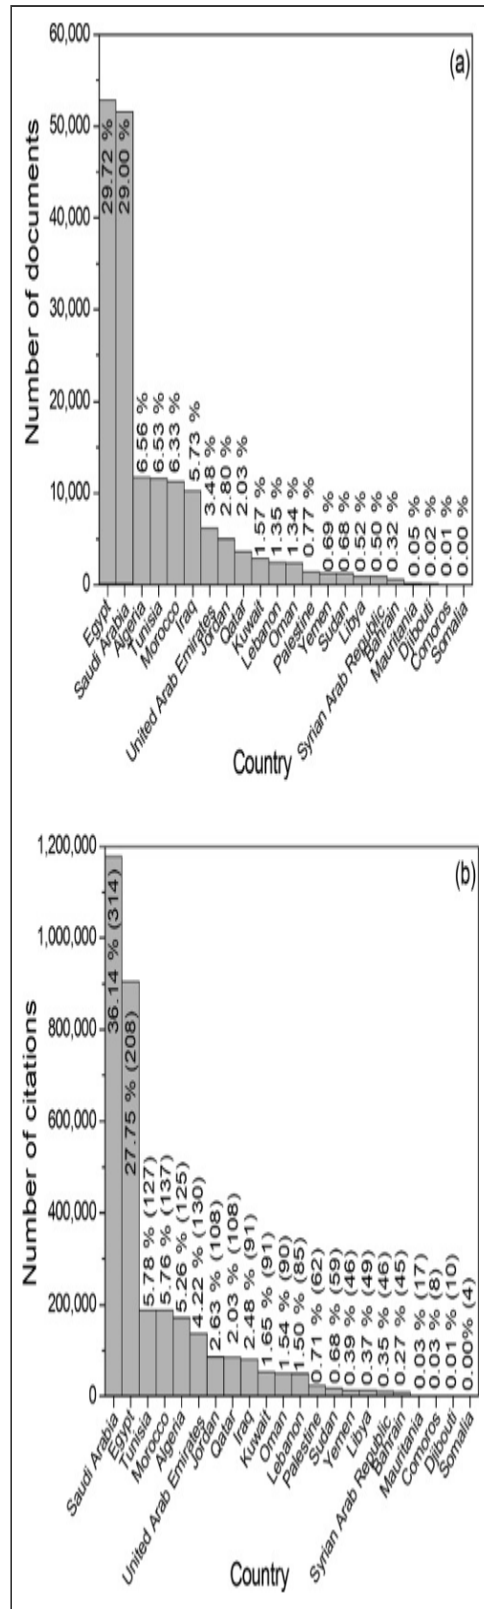 (a)
Number of documents
60,000
50,000
40,000
30,000
20,000
10,000
0
29.72 %
29.00 %
6.56 %
6.53 %
6.33 %
5.73 %
3.48 %
2.80 %
2.03 %
1.57 %
1.35 %
1.34 %
0.77 %
0.69 %
0.68 %
0.52 %
0.50 %
0.32 %
0.05 %
0.02 %
0.01 %
0.00 %
Egypt
Saudi Arabia
Algeria
Tunisia
Morocco
Iraq
United Arab Emirates
Jordan
Qatar
Kuwait
Lebanon
Oman
Palestine
Yemen
Sudan
Libya
Syrian Arab Republic
Bahrain
Mauritania
Djibouti
Comoros
Somalia
Country
(b)
Number of citations
1,200,000
1,000,000
800,000
600,000
400,000
200,000
0
36.14 % (314)
27.75 % (208)
5.78 % (127)
5.76 % (137)
5.26 % (125)
4.22 % (130)
2.63 % (108)
2.03 % (108)
2.48 % (91)
1.65 % (91)
1.54 % (90)
1.50 % (85)
0.71 % (62)
0.68 % (59)
0.39 % (46)
0.37 % (49)
0.35 % (46)
0.27 % (45)
0.03 % (17)
0.03 % (8)
0.01 % (10)
0.00% (4)
Saudi Arabia
Egypt
Tunisia
Morocco
Algeria
United Arab Emirates
Jordan
Qatar
Iraq
Kuwait
Oman
Lebanon
Palestine
Sudan
Yemen
Libya
Syrian Arab Republic
Bahrain
Mauritania
Comoros
Djibouti
Somalia
Country